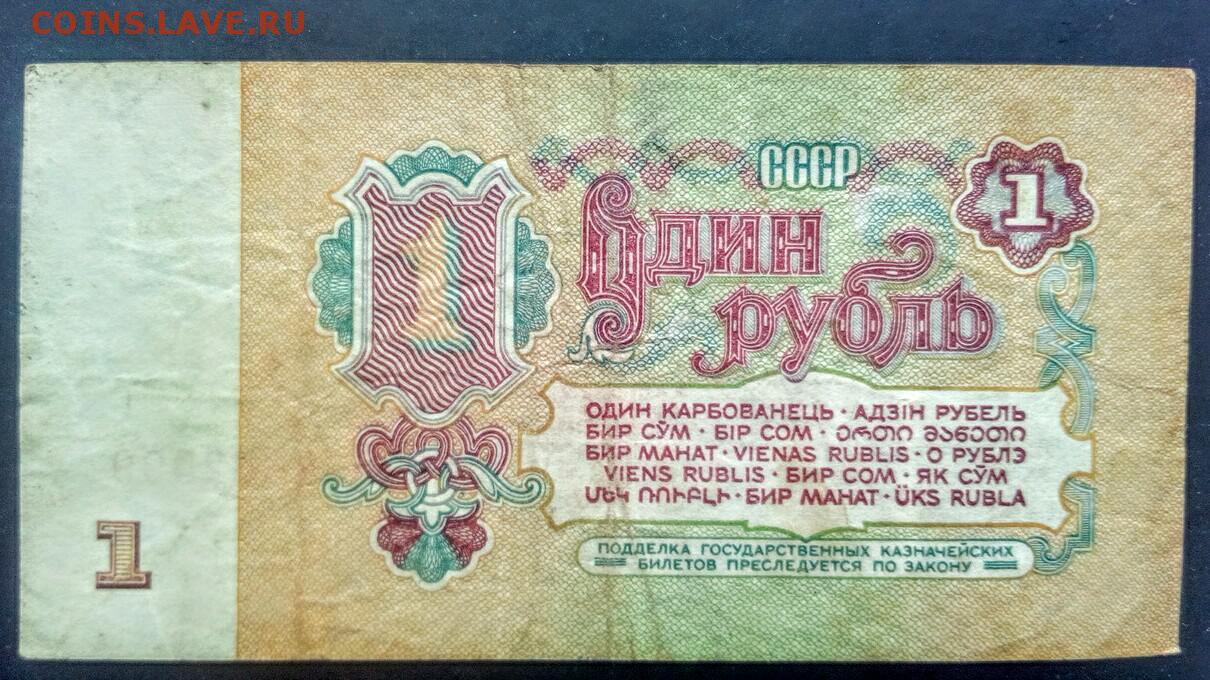 COINS.LAVE.RU
СССР
1
1
Один
рубль
ОДИН КАРБОВАНЕЦЬ · АДЗІН РУБЕЛЬ
БИР СЎМ · БІР СОМ · ᲔᲠᲗᲘ ᲛᲐᲜᲔᲗᲘ
БИР МАНАТ · VIENAS RUBLIS · О РУБЛЭ
VIENS RUBLIS · БИР СОМ · ЯК СӮМ
ՄԵԿ ՌՈՒԲԼԻ · БИР МАНАТ · ÜKS RUBLA
ПОДДЕЛКА ГОСУДАРСТВЕННЫХ КАЗНАЧЕЙСКИХ
БИЛЕТОВ ПРЕСЛЕДУЕТСЯ ПО ЗАКОНУ
1